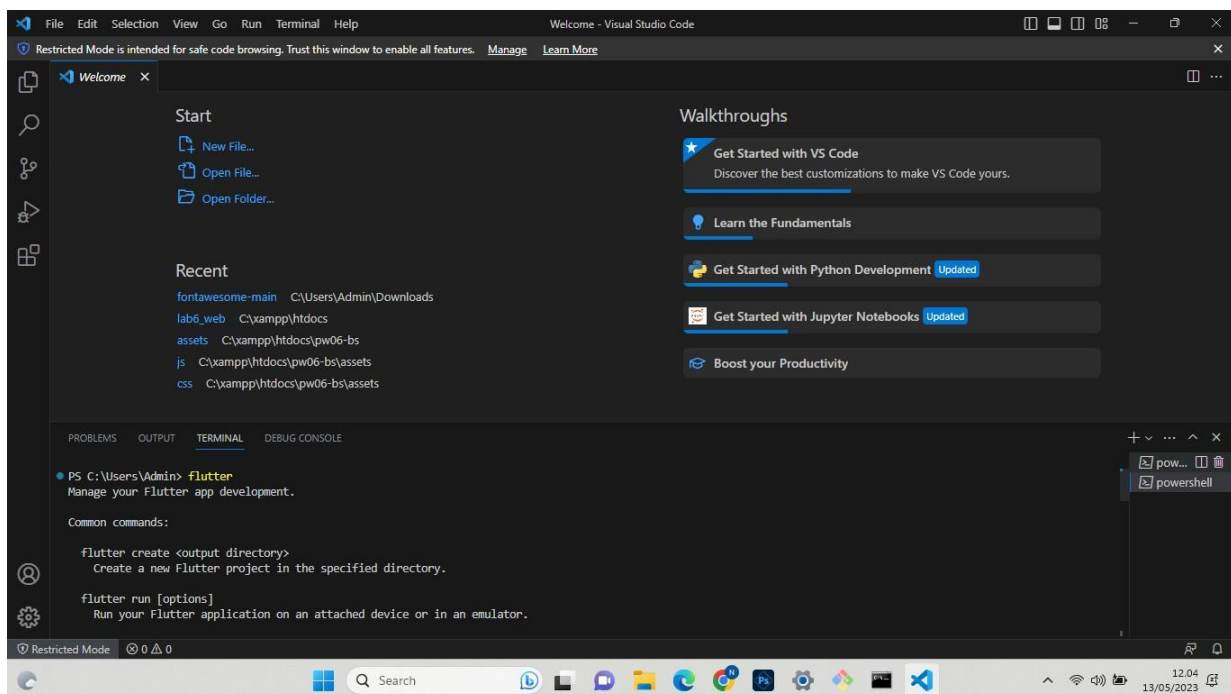 File Edit Selection View Go Run Terminal Help Welcome - Visual Studio Code
Restricted Mode is intended for safe code browsing. Trust this window to enable all features. Manage Learn More
Welcome
Start
New File...
Open File...
Open Folder...
Recent
fontawesome-main C:\Users\Admin\Downloads
lab6_web C:\xampp\htdocs
assets C:\xampp\htdocs\pw06-bs
js C:\xampp\htdocs\pw06-bs\assets
css C:\xampp\htdocs\pw06-bs\assets
Walkthroughs
Get Started with VS Code
Discover the best customizations to make VS Code yours.
Learn the Fundamentals
Get Started with Python Development Updated
Get Started with Jupyter Notebooks Updated
Boost your Productivity
PROBLEMS OUTPUT TERMINAL DEBUG CONSOLE
pow...
powershell
PS C:\Users\Admin> flutter
Manage your Flutter app development.
Common commands:
flutter create <output directory>
Create a new Flutter project in the specified directory.
flutter run [options]
Run your Flutter application on an attached device or in an emulator.
Restricted Mode 0 0
Search
Ps
12.04
13/05/2023